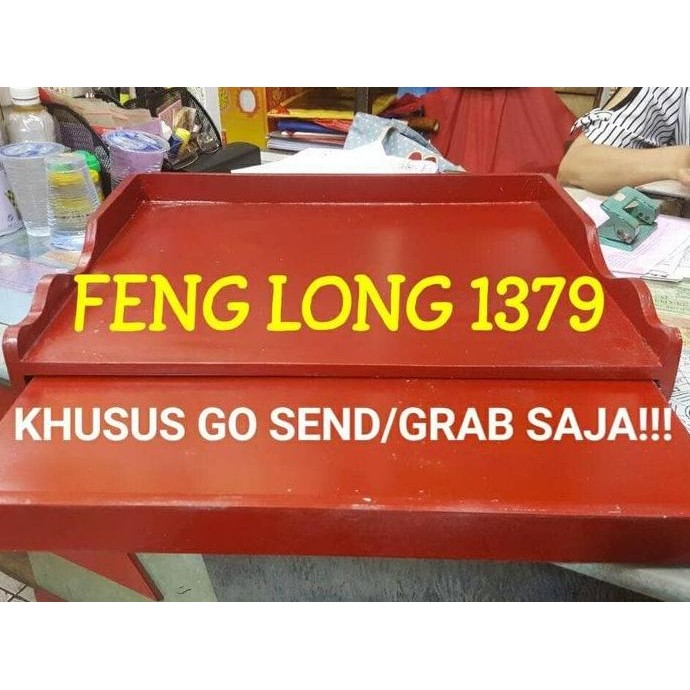 FENG LONG 1379
KHUSUS GO SEND/GRAB SAJA!!!